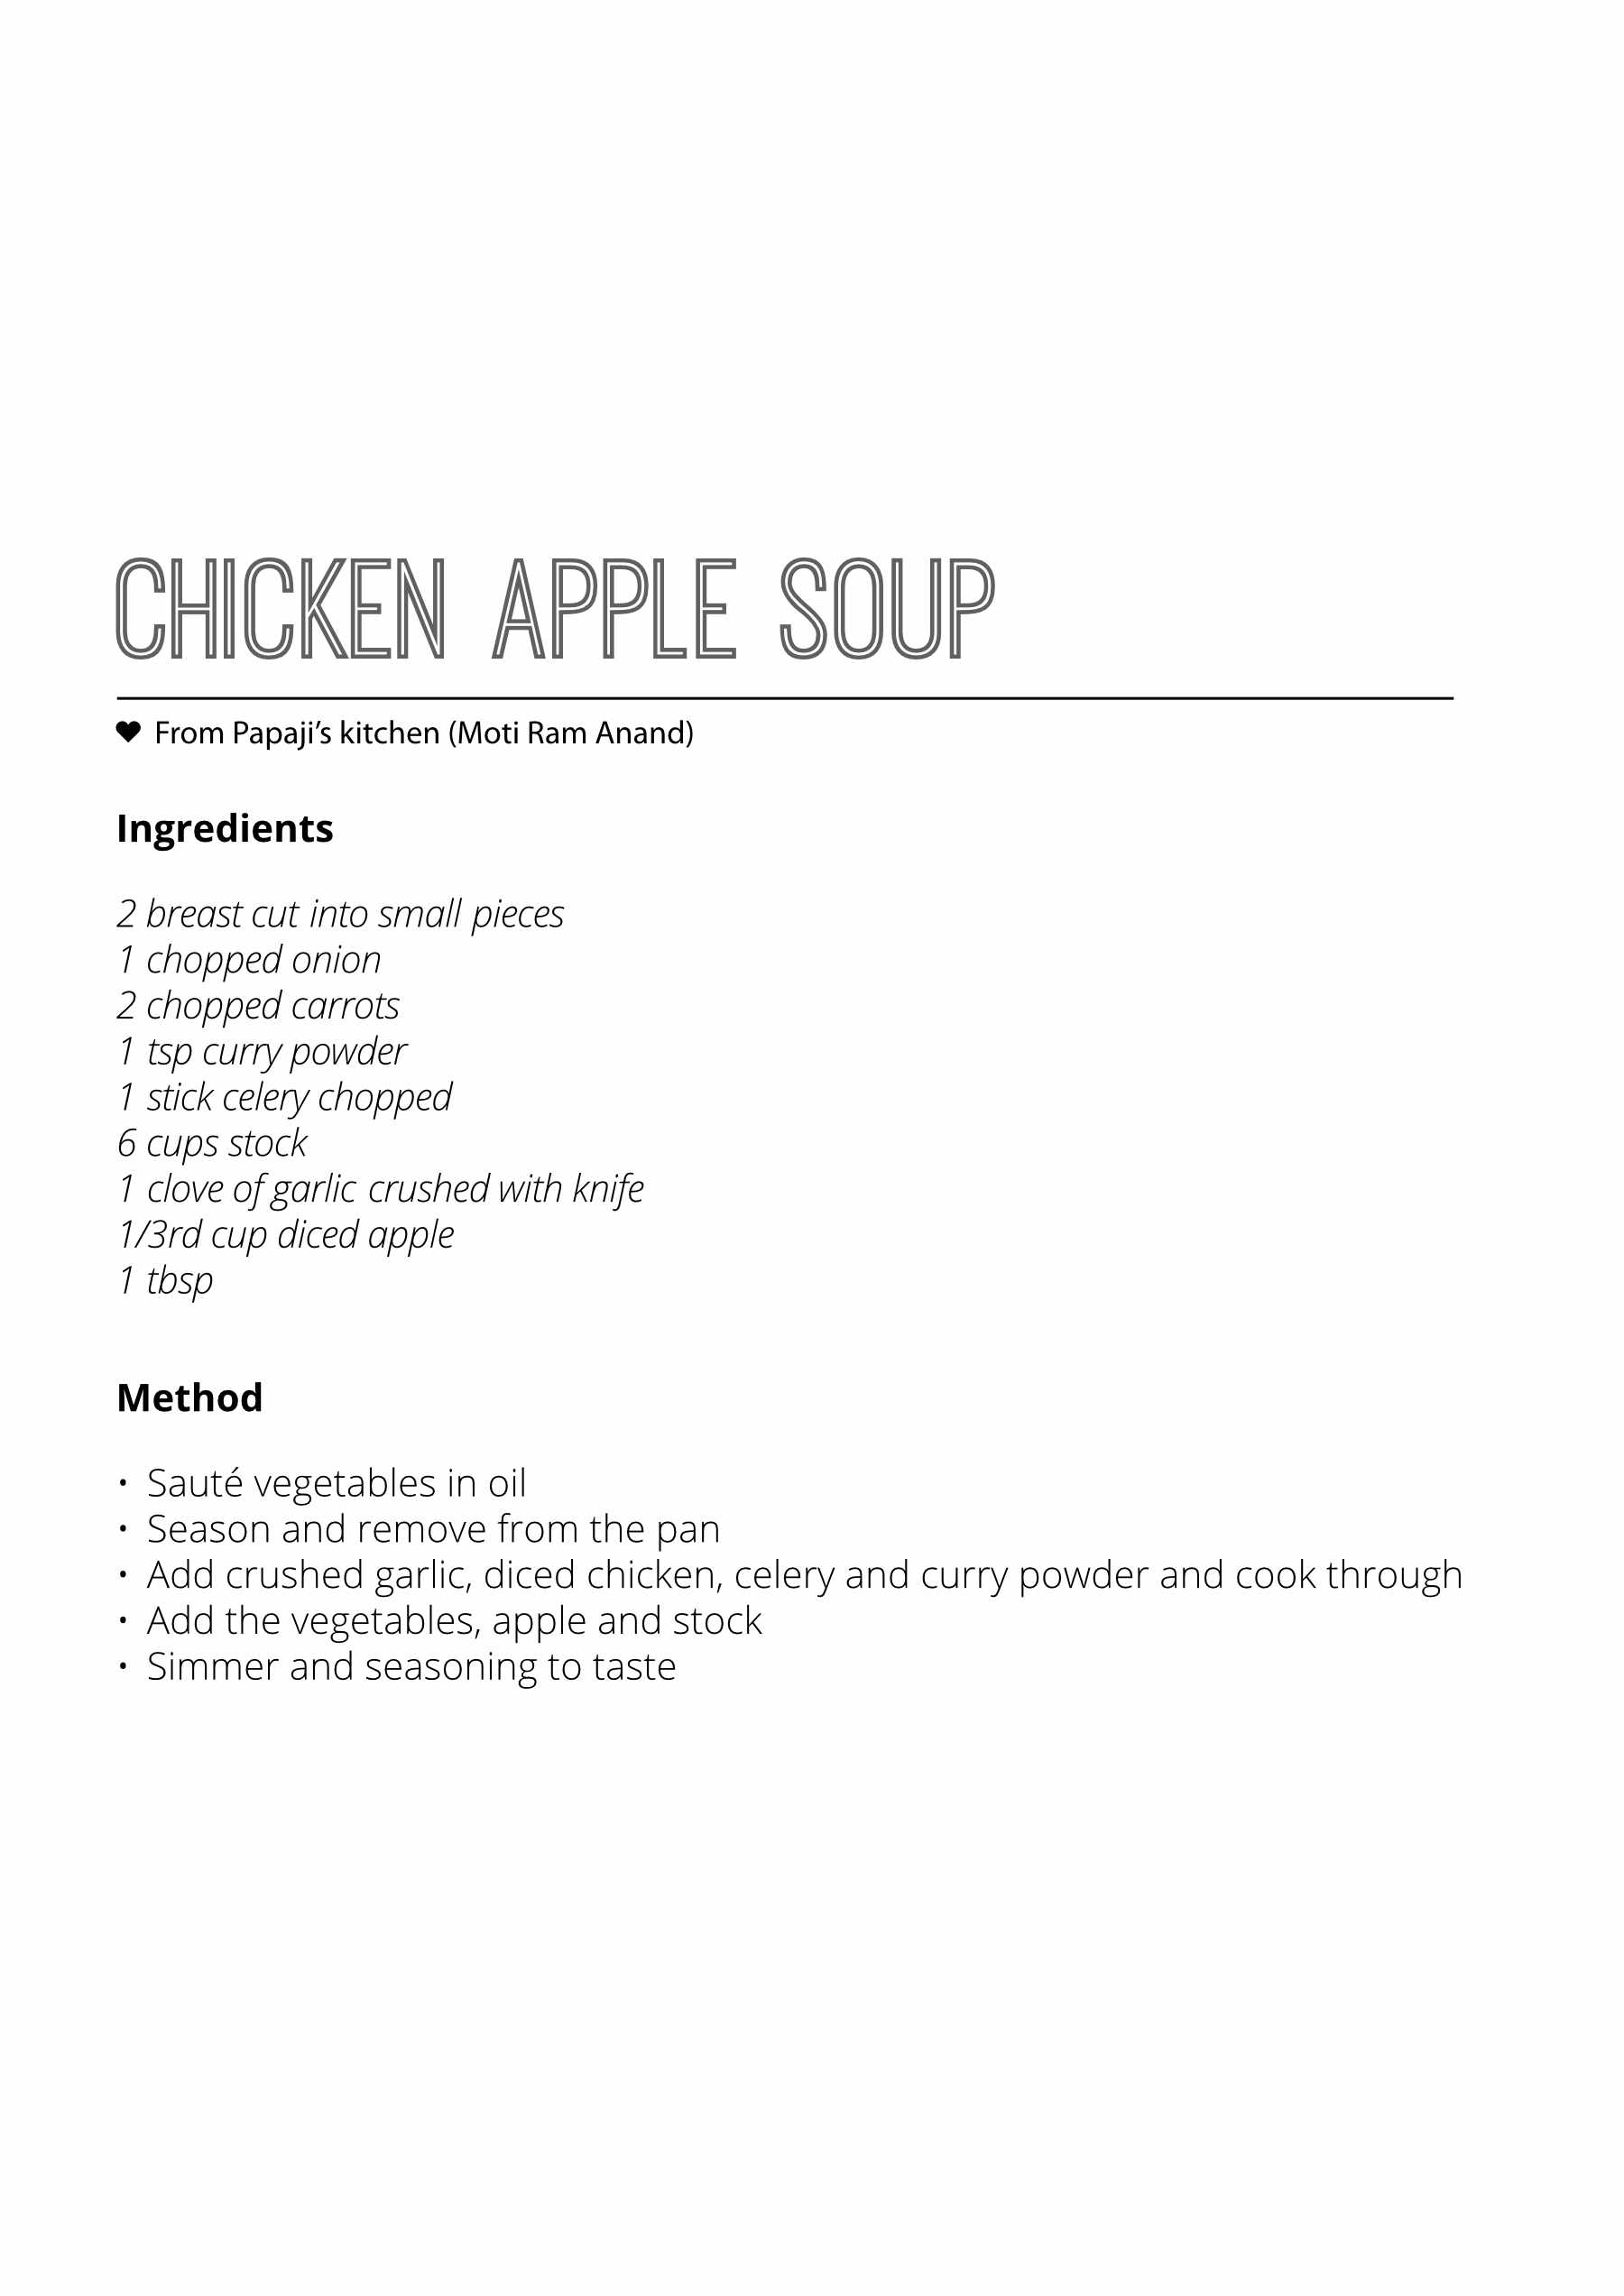 CHICKEN APPLE SOUP
♥ From Papaji’s kitchen (Moti Ram Anand)
Ingredients
2 breast cut into small pieces
1 chopped onion
2 chopped carrots
1 tsp curry powder
1 stick celery chopped
6 cups stock
1 clove of garlic crushed with knife
1/3rd cup diced apple
1 tbsp
Method
• Sauté vegetables in oil
• Season and remove from the pan
• Add crushed garlic, diced chicken, celery and curry powder and cook through
• Add the vegetables, apple and stock
• Simmer and seasoning to taste